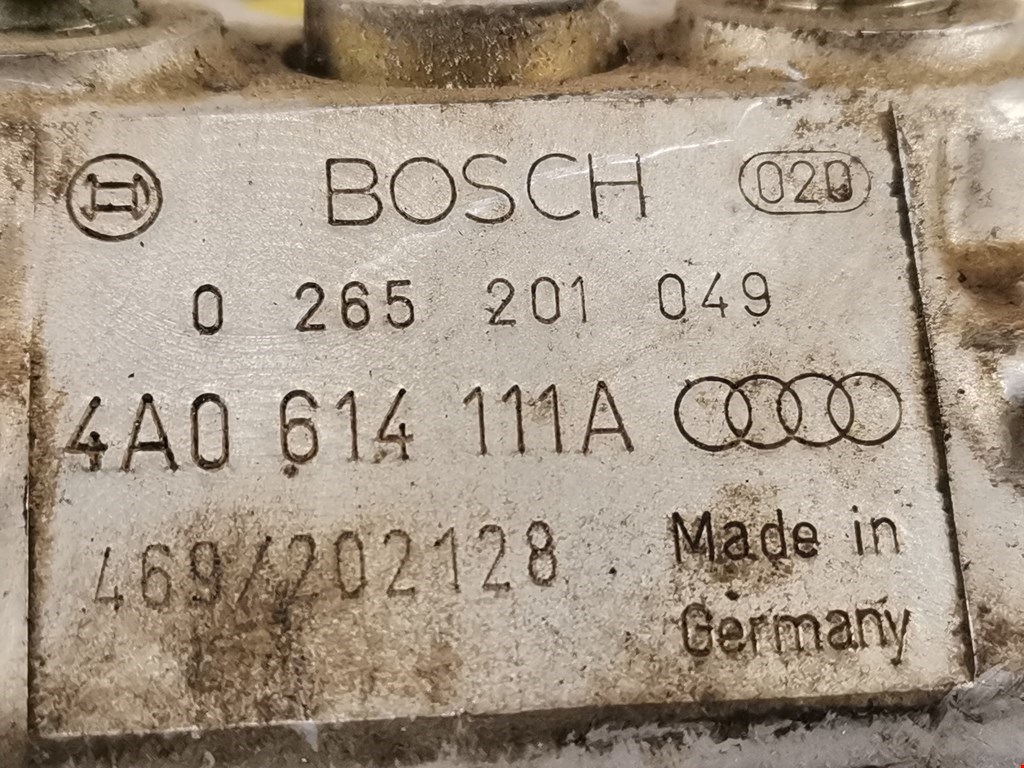 BOSCH 020
0 265 201 049
4A0 614 111A
469/202128
Made in
Germany